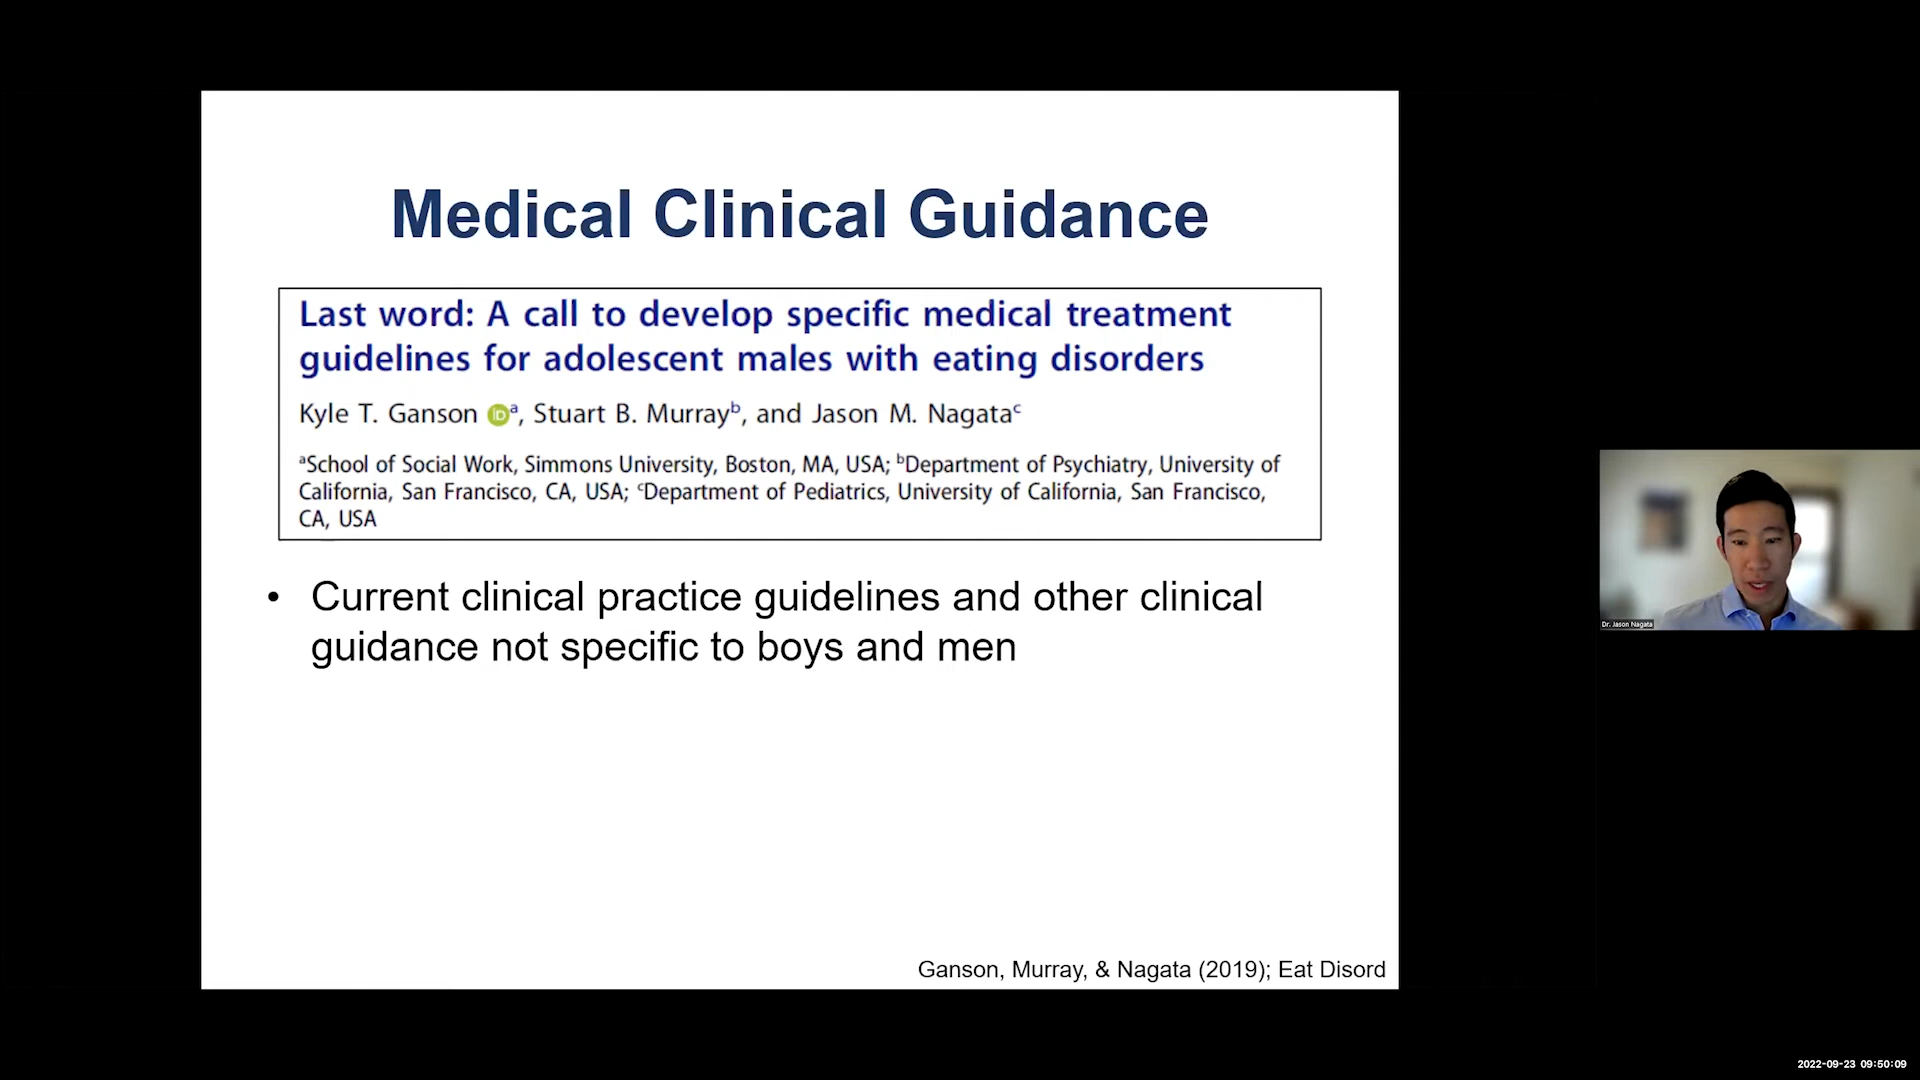 Medical Clinical Guidance
Last word: A call to develop specific medical treatment
guidelines for adolescent males with eating disorders
Kyle T. Ganson iD a, Stuart B. Murray b, and Jason M. Nagata c
aSchool of Social Work, Simmons University, Boston, MA, USA; bDepartment of Psychiatry, University of
California, San Francisco, CA, USA; cDepartment of Pediatrics, University of California, San Francisco,
CA, USA
• Current clinical practice guidelines and other clinical
guidance not specific to boys and men
Ganson, Murray, & Nagata (2019); Eat Disord
Dr. Jason Nagata
2022-09-23 09:50:09